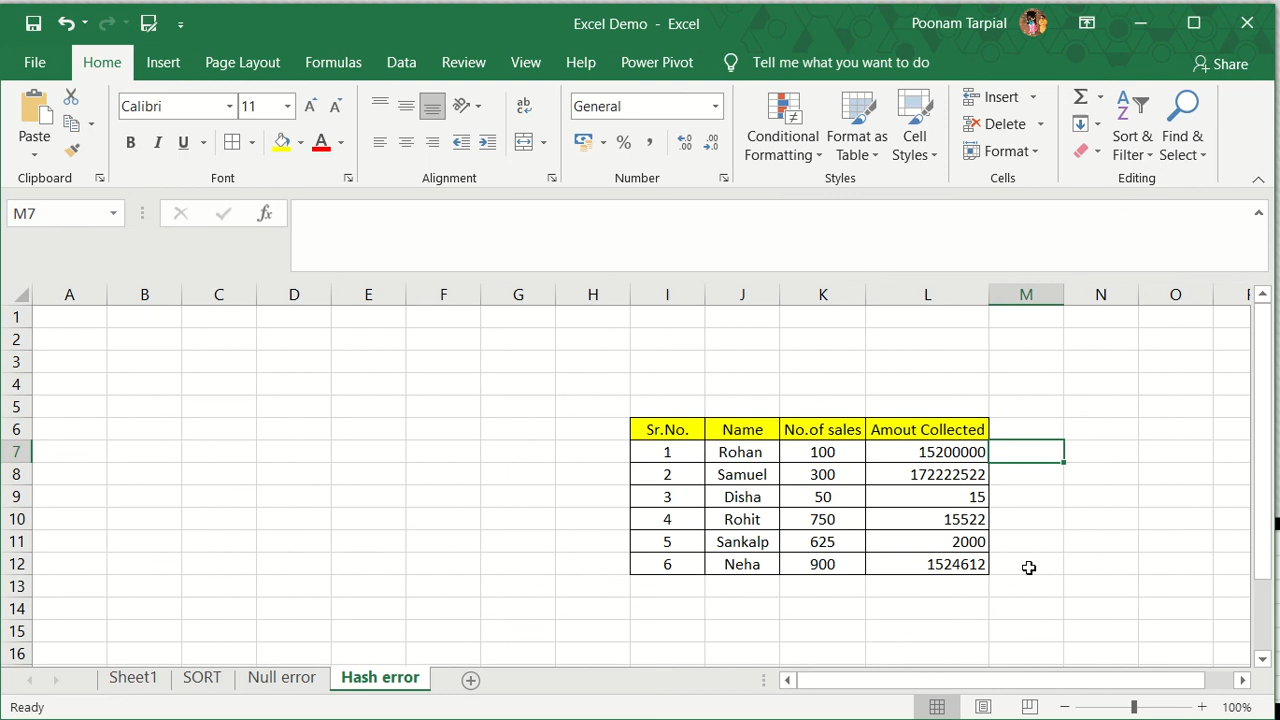 Excel Demo - Excel
Poonam Tarpial
File Home Insert Page Layout Formulas Data Review View Help Power Pivot Tell me what you want to do Share
Paste
Calibri 11
General
Conditional Formatting
Format as Table
Cell Styles
Insert
Delete
Format
Sort & Filter
Find & Select
Clipboard Font Alignment Number Styles Cells Editing
M7 fx
A B C D E F G H I J K L M N O
1
2
3
4
5
6 Sr.No. Name No.of sales Amout Collected
7 1 Rohan 100 15200000
8 2 Samuel 300 172222522
9 3 Disha 50 15
10 4 Rohit 750 15522
11 5 Sankalp 625 2000
12 6 Neha 900 1524612
13
14
15
16
Sheet1 SORT Null error Hash error
Ready 100%